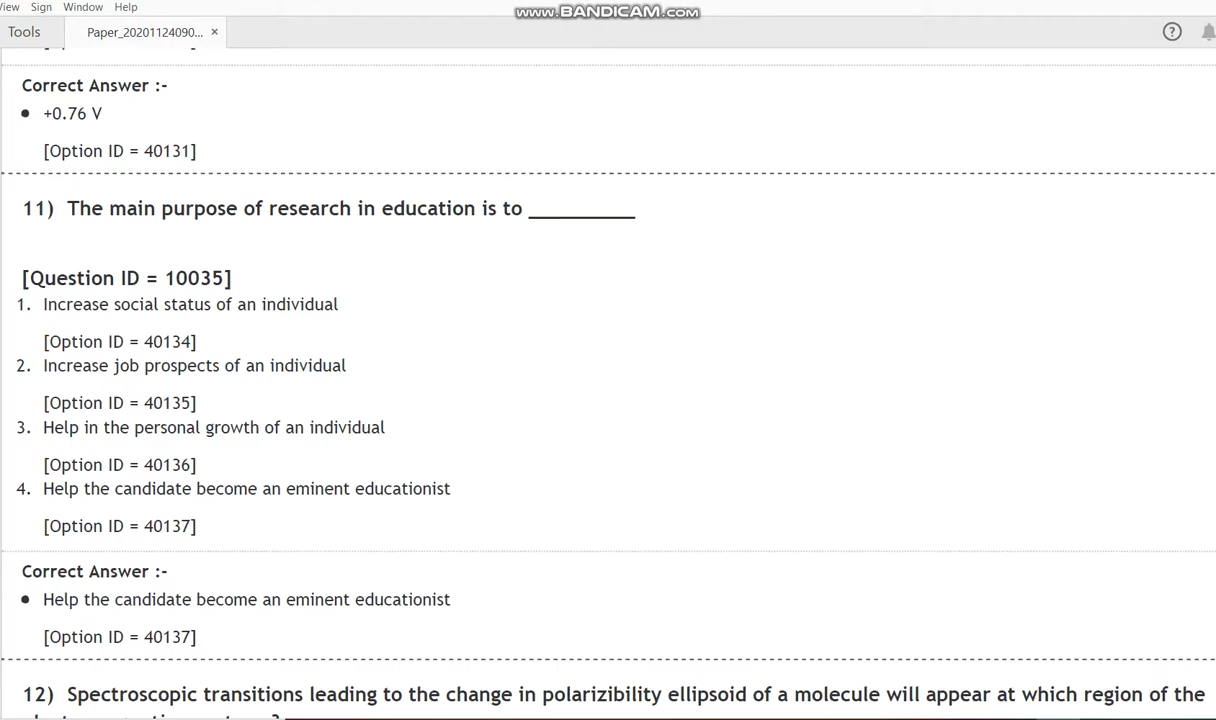 View Sign Window Help
www.BANDICAM.com
Tools Paper_20201124090... ×
Correct Answer :-
+0.76 V
[Option ID = 40131]
11) The main purpose of research in education is to __________
[Question ID = 10035]
1. Increase social status of an individual
[Option ID = 40134]
2. Increase job prospects of an individual
[Option ID = 40135]
3. Help in the personal growth of an individual
[Option ID = 40136]
4. Help the candidate become an eminent educationist
[Option ID = 40137]
Correct Answer :-
Help the candidate become an eminent educationist
[Option ID = 40137]
12) Spectroscopic transitions leading to the change in polarizibility ellipsoid of a molecule will appear at which region of the